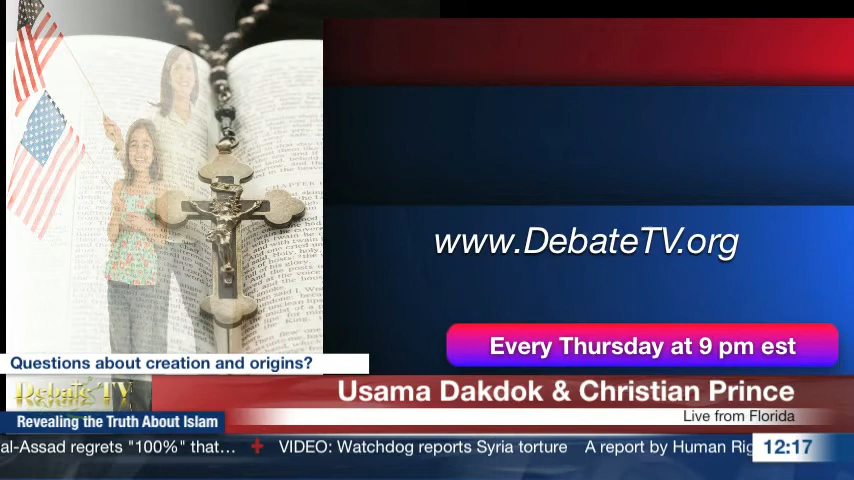 www.DebateTV.org
Every Thursday at 9 pm est
Questions about creation and origins?
Debate TV
Usama Dakdok & Christian Prince
Revealing the Truth About Islam
Live from Florida
al-Assad regrets "100%" that... VIDEO: Watchdog reports Syria torture A report by Human Rig
12:17